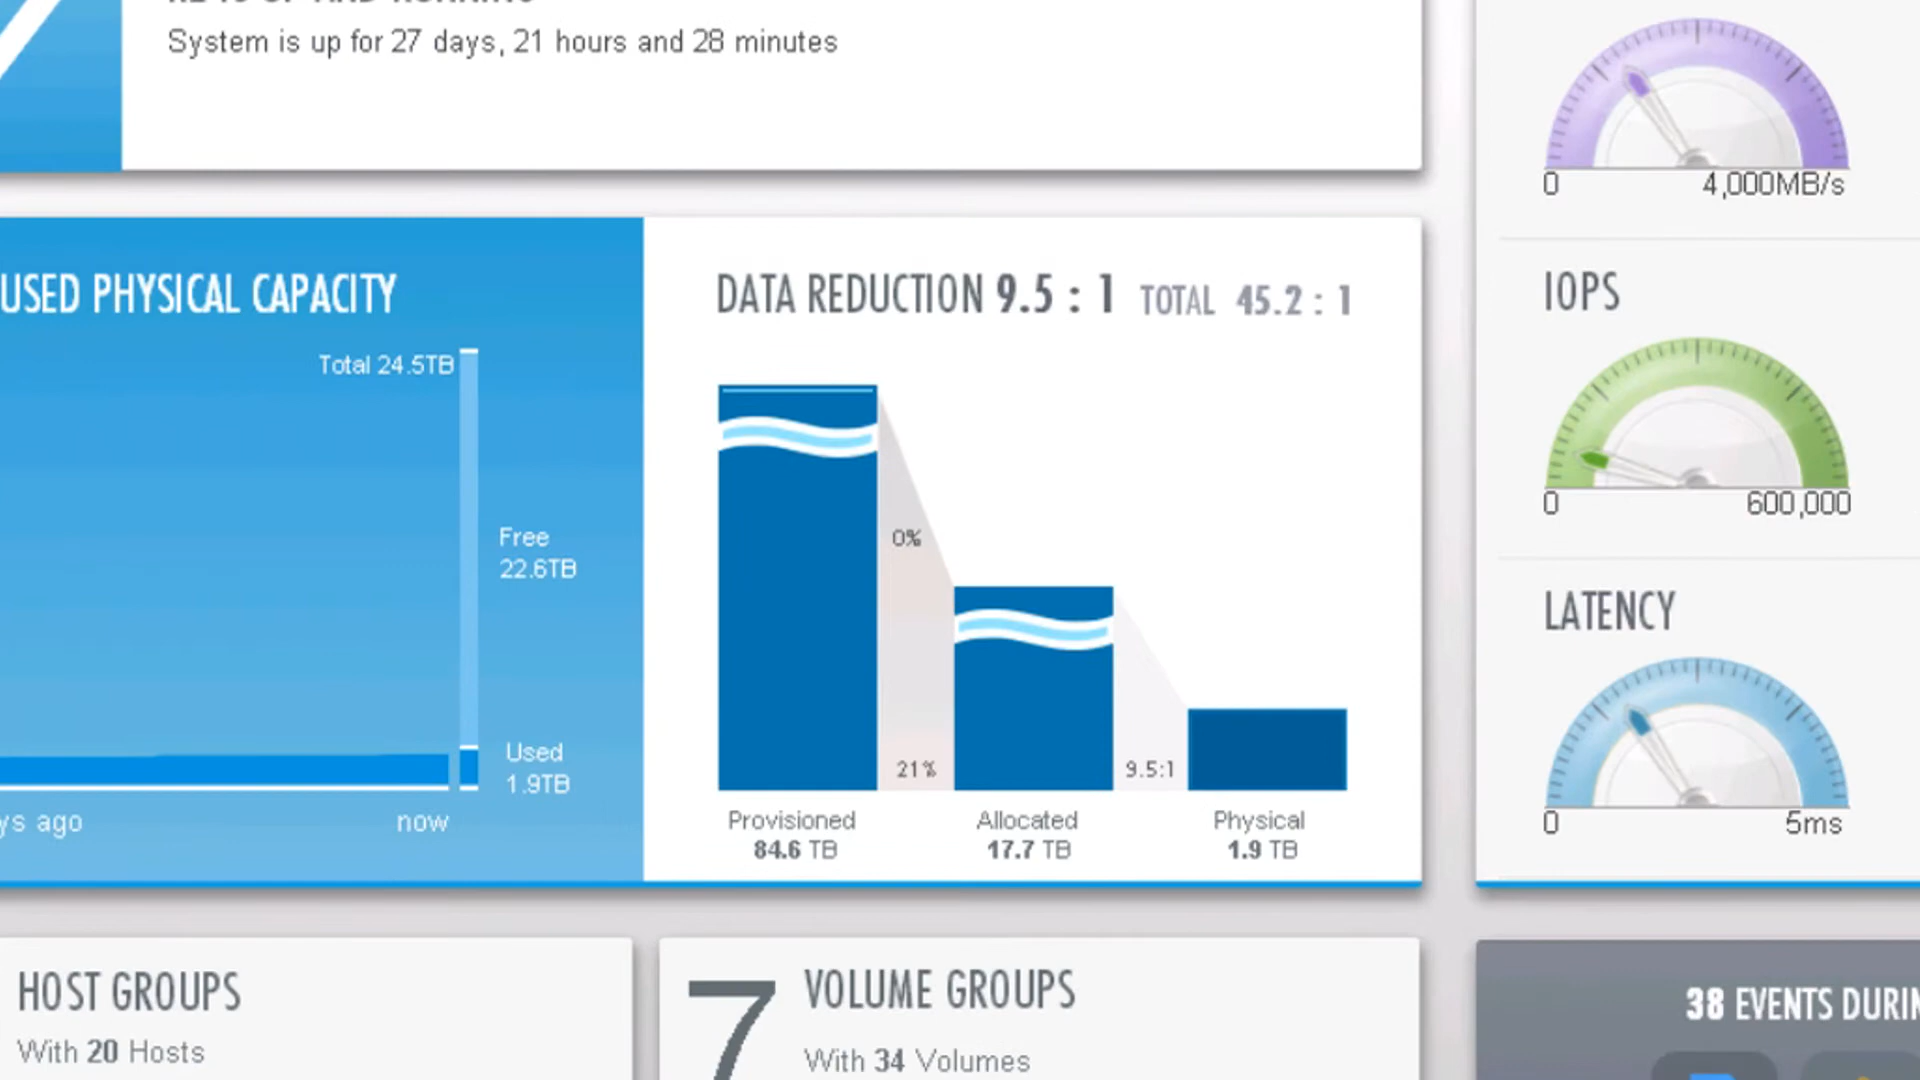 System is up for 27 days, 21 hours and 28 minutes
0 4,000MB/s
USED PHYSICAL CAPACITY
Total 24.5TB
Free
22.6TB
Used
1.9TB
ago now
DATA REDUCTION 9.5 : 1 TOTAL 45.2 : 1
0%
21%
9.5:1
Provisioned Allocated Physical
84.6 TB 17.7 TB 1.9 TB
IOPS
0 600,000
LATENCY
0 5ms
HOST GROUPS
With 20 Hosts
7 VOLUME GROUPS
With 34 Volumes
38 EVENTS